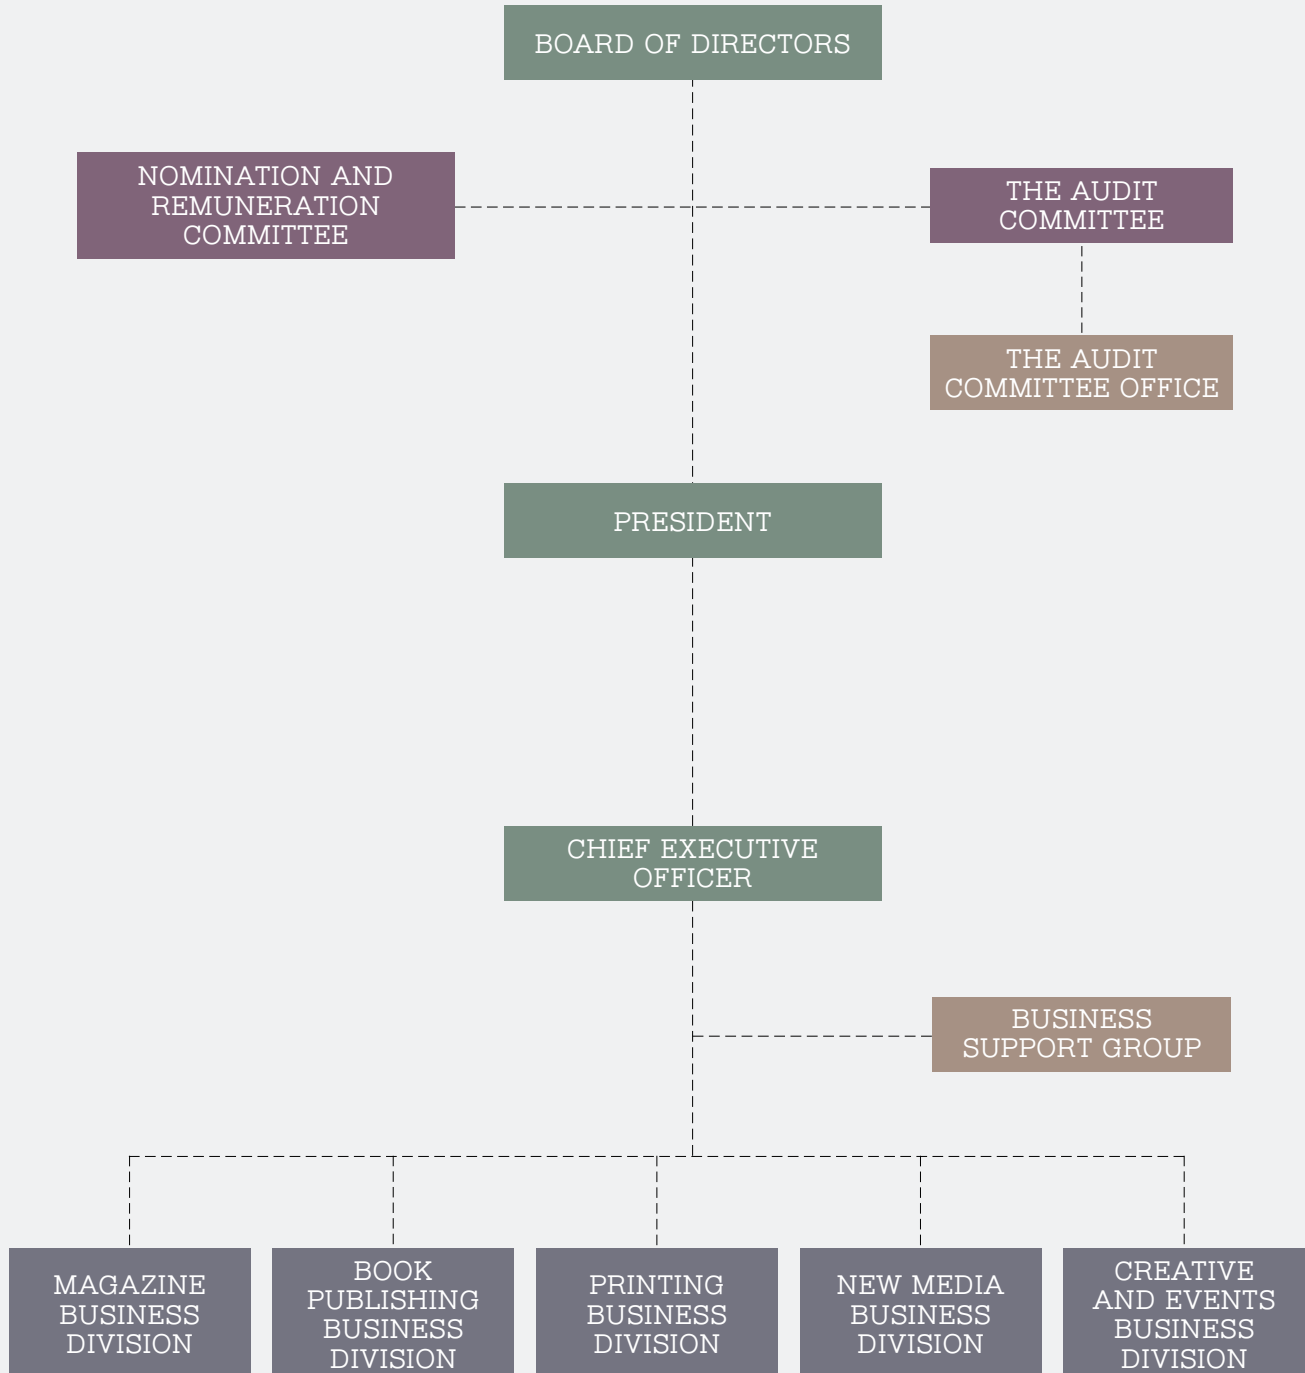 BOARD OF DIRECTORS
NOMINATION AND
REMUNERATION
COMMITTEE
THE AUDIT
COMMITTEE
THE AUDIT
COMMITTEE OFFICE
PRESIDENT
CHIEF EXECUTIVE
OFFICER
BUSINESS
SUPPORT GROUP
MAGAZINE
BUSINESS
DIVISION
BOOK
PUBLISHING
BUSINESS
DIVISION
PRINTING
BUSINESS
DIVISION
NEW MEDIA
BUSINESS
DIVISION
CREATIVE
AND EVENTS
BUSINESS
DIVISION